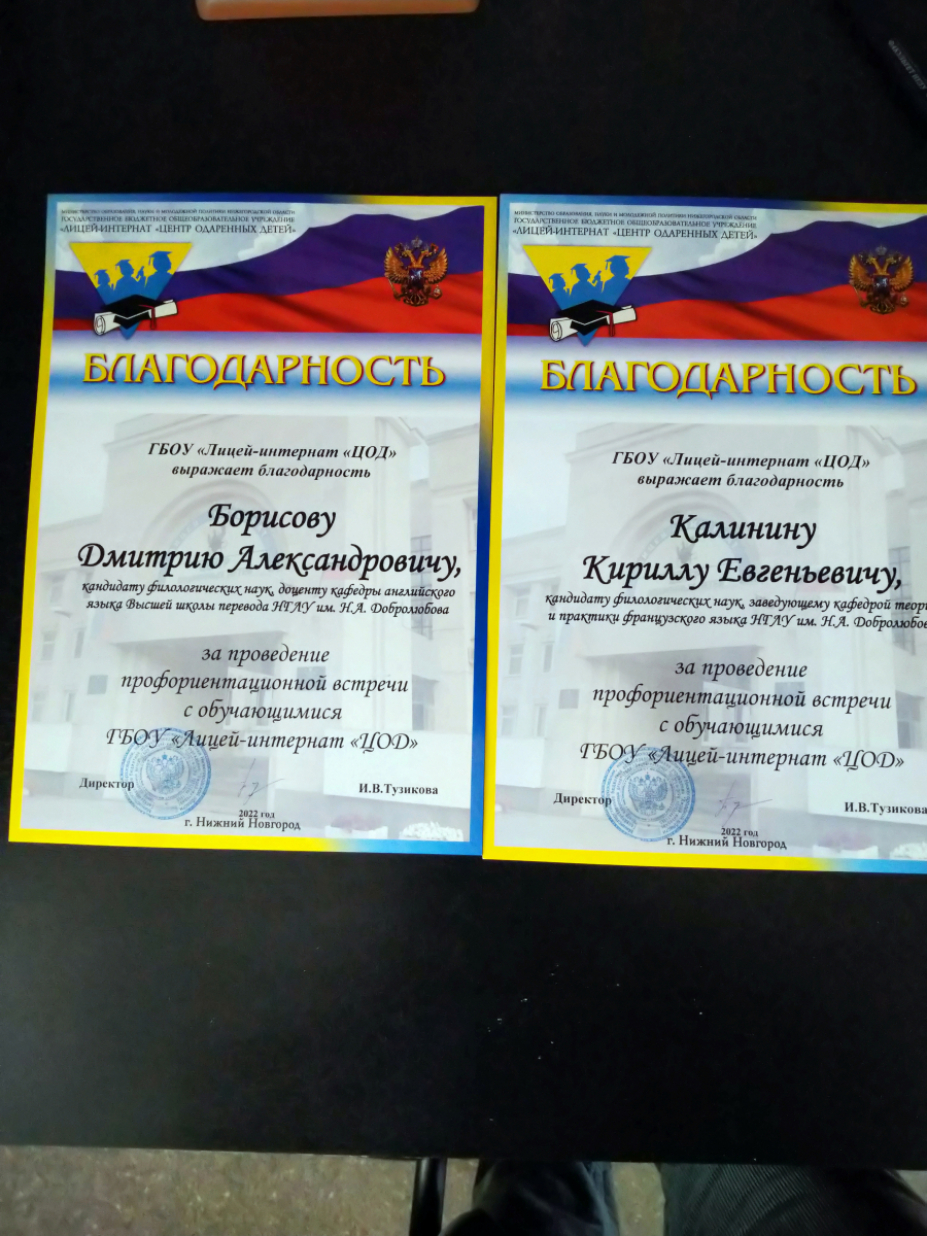 МИНИСТЕРСТВО ОБРАЗОВАНИЯ, НАУКИ И МОЛОДЕЖНОЙ ПОЛИТИКИ НИЖЕГОРОДСКОЙ ОБЛАСТИ
ГОСУДАРСТВЕННОЕ БЮДЖЕТНОЕ ОБЩЕОБРАЗОВАТЕЛЬНОЕ УЧРЕЖДЕНИЕ
«ЛИЦЕЙ-ИНТЕРНАТ «ЦЕНТР ОДАРЕННЫХ ДЕТЕЙ»
БЛАГОДАРНОСТЬ
ГБОУ «Лицей-интернат «ЦОД»
выражает благодарность
Борисову
Дмитрию Александровичу,
кандидату филологических наук, доценту кафедры английского
языка Высшей школы перевода НГЛУ им. Н.А. Добролюбова
за проведение
профориентационной встречи
с обучающимися
ГБОУ «Лицей-интернат «ЦОД»
Директор
И.В.Тузикова
2022 год
г. Нижний Новгород
МИНИСТЕРСТВО ОБРАЗОВАНИЯ, НАУКИ И МОЛОДЕЖНОЙ ПОЛИТИКИ НИЖЕГОРОДСКОЙ ОБЛАСТИ
ГОСУДАРСТВЕННОЕ БЮДЖЕТНОЕ ОБЩЕОБРАЗОВАТЕЛЬНОЕ УЧРЕЖДЕНИЕ
«ЛИЦЕЙ-ИНТЕРНАТ «ЦЕНТР ОДАРЕННЫХ ДЕТЕЙ»
БЛАГОДАРНОСТЬ
ГБОУ «Лицей-интернат «ЦОД»
выражает благодарность
Калинину
Кириллу Евгеньевичу,
кандидату филологических наук, заведующему кафедрой теори
и практики французского языка НГЛУ им. Н.А. Добролюбов
за проведение
профориентационной встречи
с обучающимися
ГБОУ «Лицей-интернат «ЦОД»
Директор
И.В.Тузикова
2022 год
г. Нижний Новгород